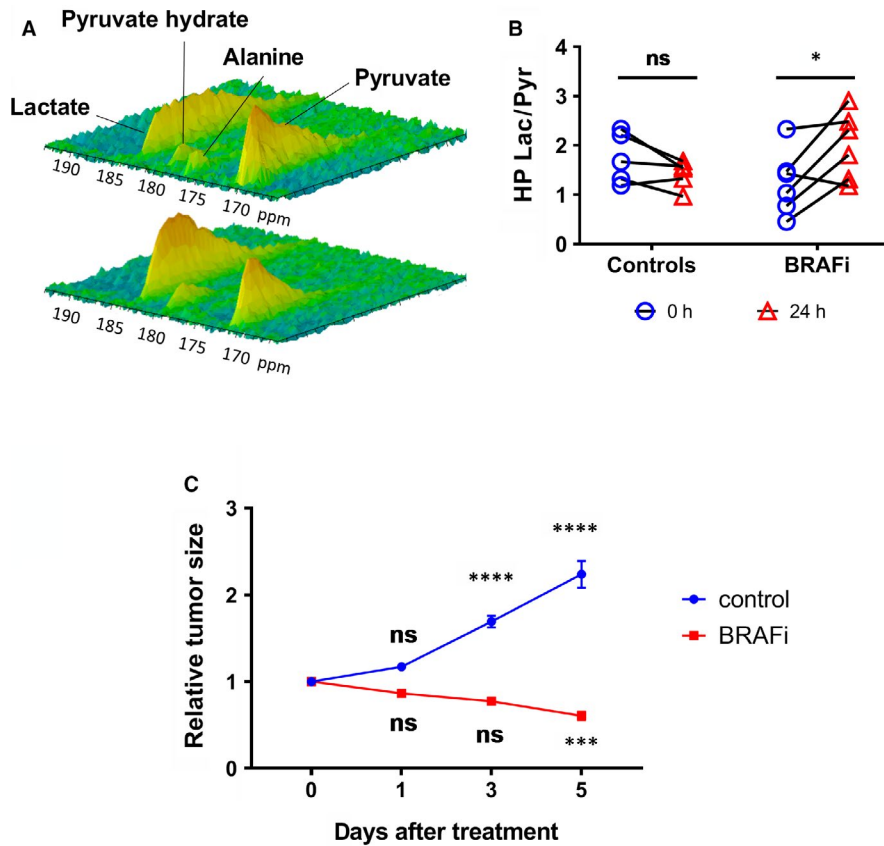 A
Pyruvate hydrate
Alanine
Pyruvate
Lactate
190 185 180 175 170 ppm
190 185 180 175 170 ppm
B
HP Lac/Pyr
4
3
2
1
0
ns
*
Controls
BRAFi
0 h
24 h
C
Relative tumor size
3
2
1
0
ns
****
****
ns
ns
***
0
1
3
5
Days after treatment
control
BRAFi